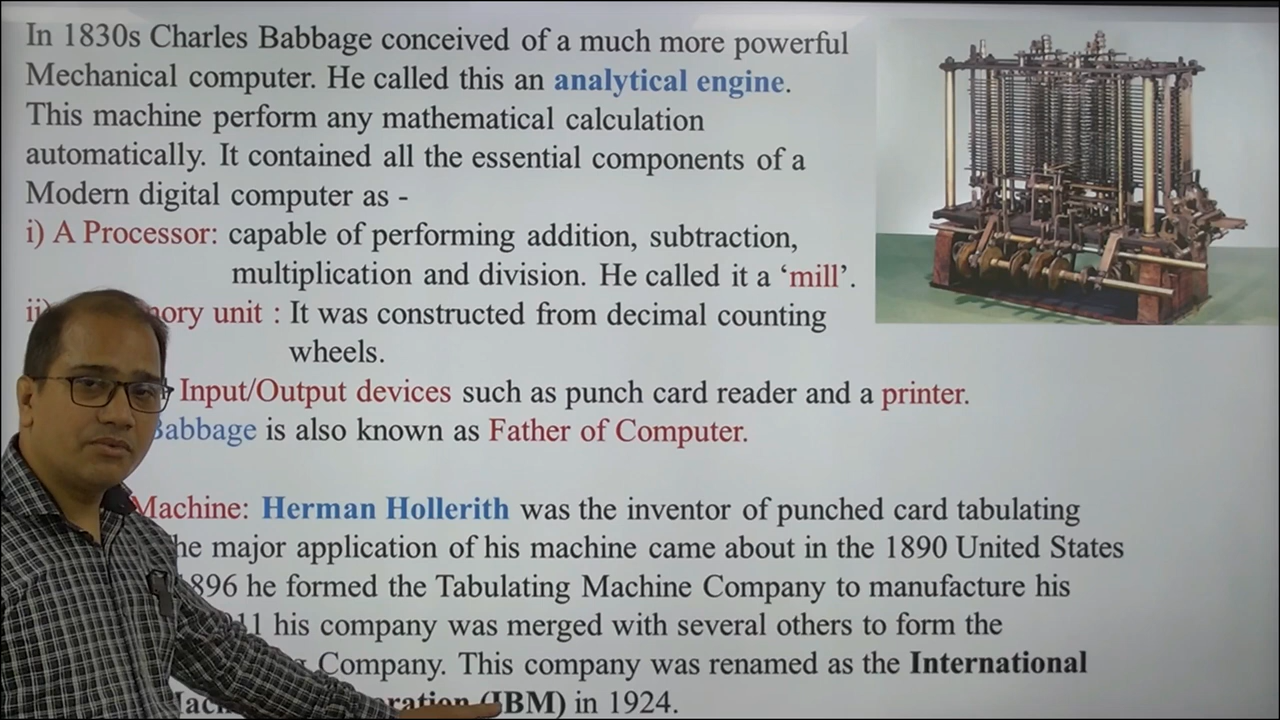 In 1830s Charles Babbage conceived of a much more powerful
Mechanical computer. He called this an analytical engine.
This machine perform any mathematical calculation
automatically. It contained all the essential components of a
Modern digital computer as -
i) A Processor: capable of performing addition, subtraction,
multiplication and division. He called it a ‘mill’.
unit : It was constructed from decimal counting
wheels.
Input/Output devices such as punch card reader and a printer.
Babbage is also known as Father of Computer.
Machine: Herman Hollerith was the inventor of punched card tabulating
major application of his machine came about in the 1890 United States
he formed the Tabulating Machine Company to manufacture his
his company was merged with several others to form the
Company. This company was renamed as the International
(IBM) in 1924.